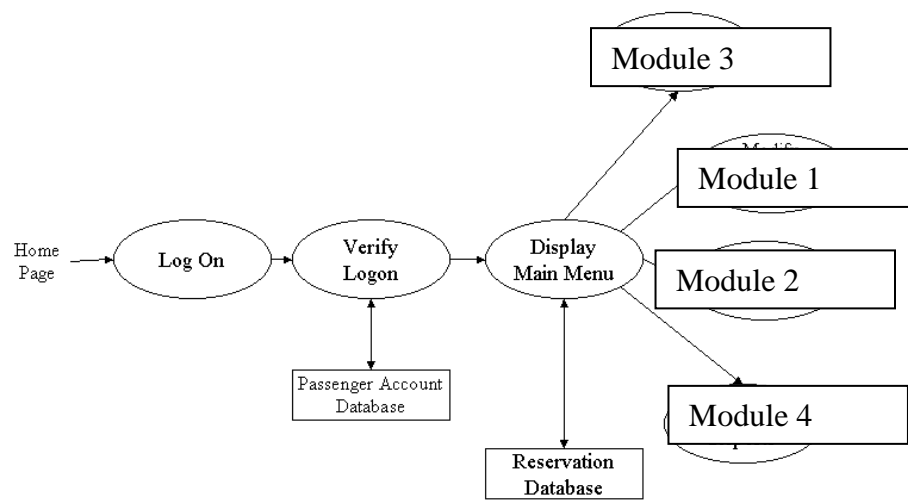 Module 3
Module 1
Home
Page
Log On
Verify
Logon
Display
Main Menu
Module 2
Passenger Account
Database
Module 4
Reservation
Database